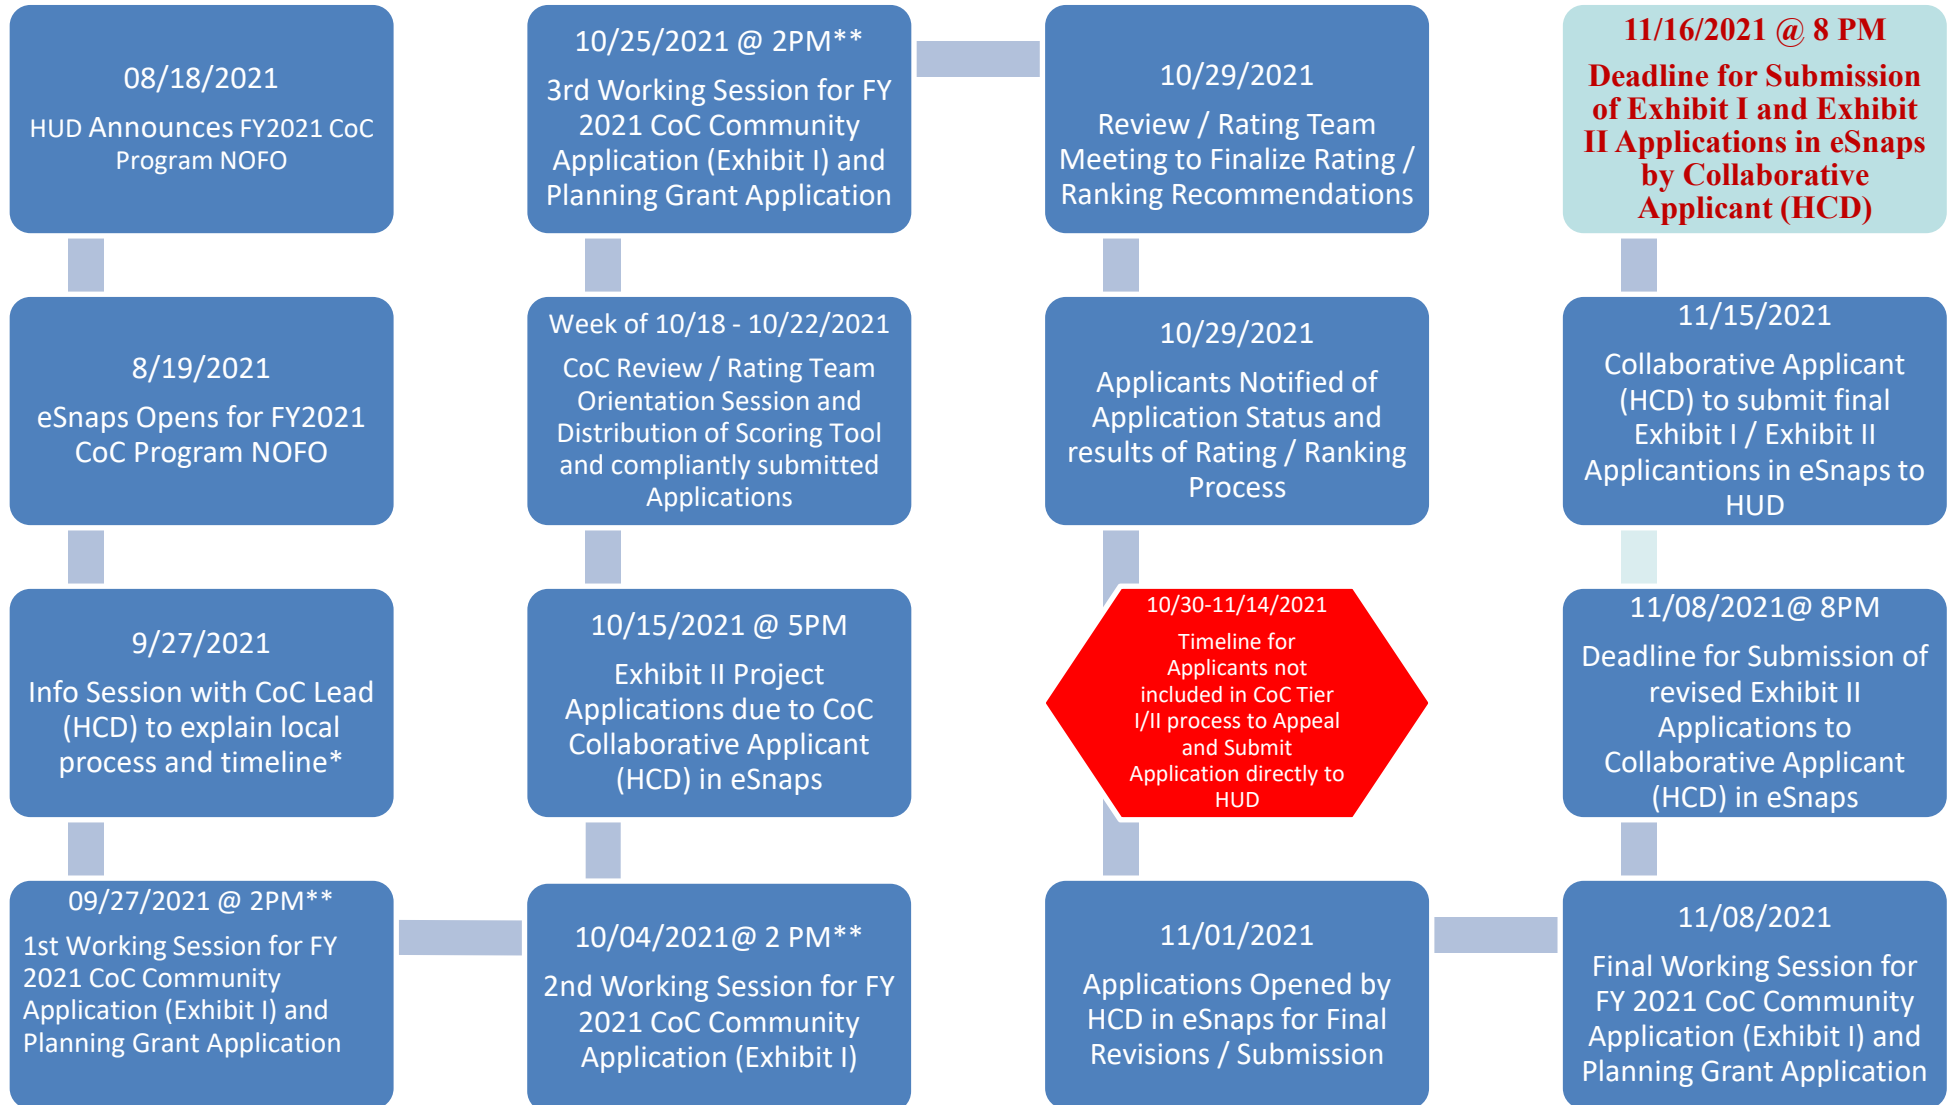 08/18/2021
HUD Announces FY2021 CoC
Program NOFO
8/19/2021
eSnaps Opens for FY2021
CoC Program NOFO
9/27/2021
Info Session with CoC Lead
(HCD) to explain local
process and timeline*
09/27/2021 @ 2PM**
1st Working Session for FY
2021 CoC Community
Application (Exhibit I) and
Planning Grant Application
10/04/2021@ 2 PM**
2nd Working Session for FY
2021 CoC Community
Application (Exhibit I)
10/15/2021 @ 5PM
Exhibit II Project
Applications due to CoC
Collaborative Applicant
(HCD) in eSnaps
Week of 10/18 - 10/22/2021
CoC Review / Rating Team
Orientation Session and
Distribution of Scoring Tool
and compliantly submitted
Applications
10/25/2021 @ 2PM**
3rd Working Session for FY
2021 CoC Community
Application (Exhibit I) and
Planning Grant Application
10/29/2021
Review / Rating Team
Meeting to Finalize Rating /
Ranking Recommendations
10/29/2021
Applicants Notified of
Application Status and
results of Rating / Ranking
Process
10/30-11/14/2021
Timeline for
Applicants not
included in CoC Tier
I/II process to Appeal
and Submit
Application directly to
HUD
11/01/2021
Applications Opened by
HCD in eSnaps for Final
Revisions / Submission
11/08/2021
Final Working Session for
FY 2021 CoC Community
Application (Exhibit I) and
Planning Grant Application
11/08/2021@ 8PM
Deadline for Submission of
revised Exhibit II
Applications to
Collaborative Applicant
(HCD) in eSnaps
11/15/2021
Collaborative Applicant
(HCD) to submit final
Exhibit I / Exhibit II
Applicantions in eSnaps to
HUD
11/16/2021 @ 8 PM
Deadline for Submission
of Exhibit I and Exhibit
II Applications in eSnaps
by Collaborative
Applicant (HCD)